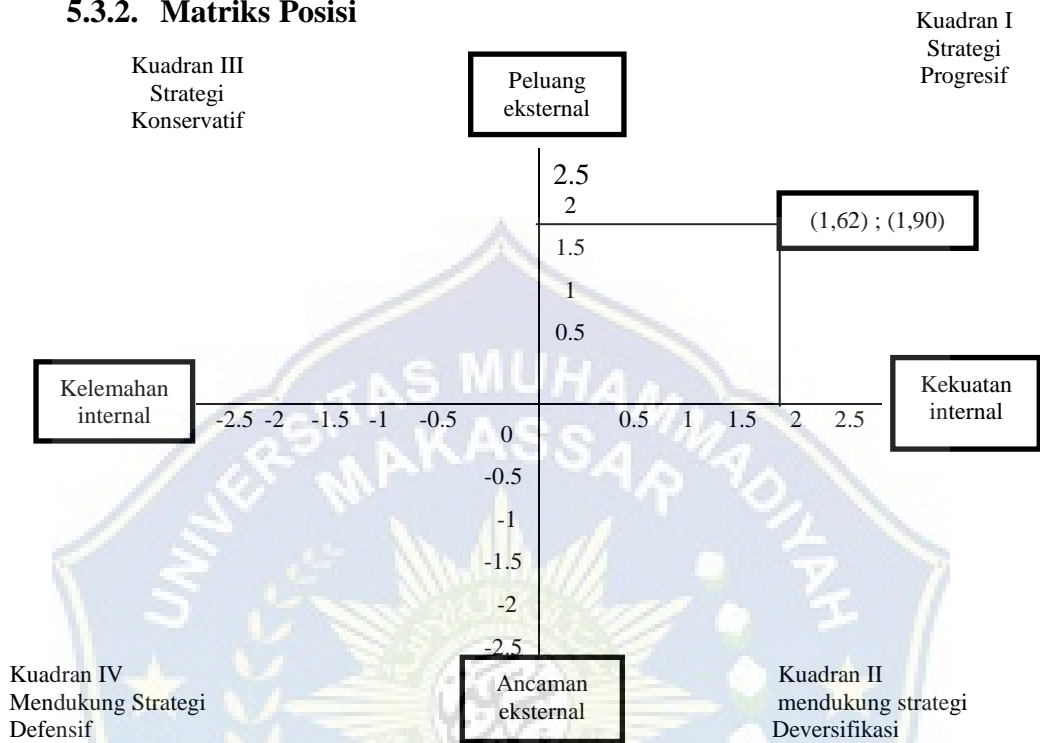 5.3.2. Matriks Posisi
Kuadran I
Strategi
Progresif
Kuadran III
Strategi
Konservatif
Peluang
eksternal
2.5
2
(1,62) ; (1,90)
1.5
1
0.5
Kelemahan
internal
Kekuatan
internal
-2.5 -2 -1.5 -1 -0.5 0 0.5 1 1.5 2 2.5
-0.5
-1
-1.5
-2
-2.5
UNIVERSITAS MUHAMMADIYAH
MAKASSAR
Kuadran IV
Mendukung Strategi
Defensif
Ancaman
eksternal
Kuadran II
mendukung strategi
Deversifikasi